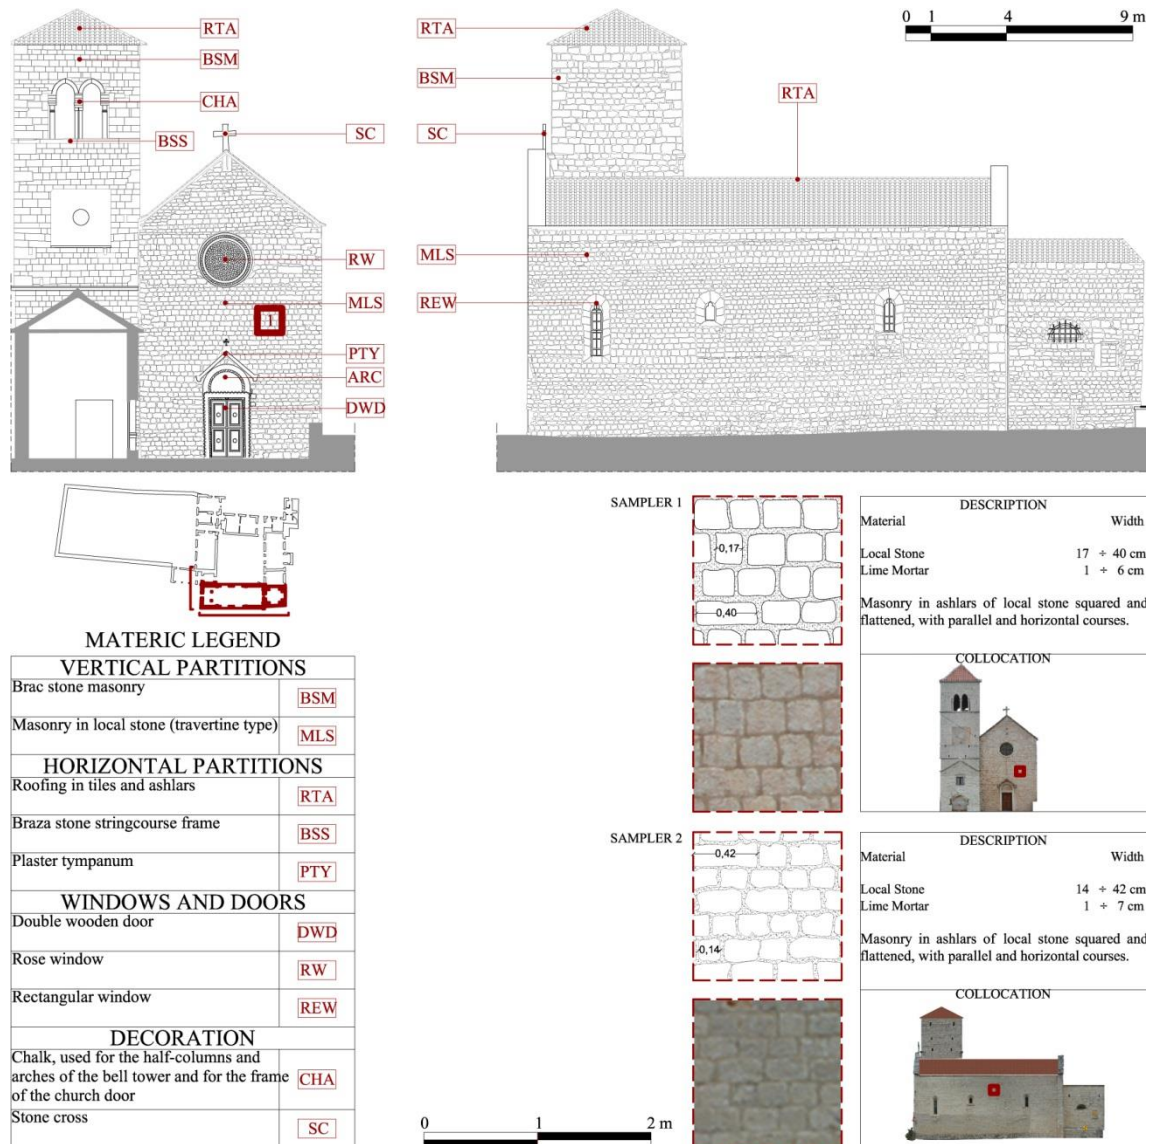 RTA
BSM
CHA
BSS
SC
RW
MLS
1
PTY
ARC
DWD
RTA
BSM
SC
RTA
MLS
REW
0 1 4 9 m
MATERIC LEGEND
VERTICAL PARTITIONS
Brac stone masonry BSM
Masonry in local stone (travertine type) MLS
HORIZONTAL PARTITIONS
Roofing in tiles and ashlars RTA
Braza stone stringcourse frame BSS
Plaster tympanum PTY
WINDOWS AND DOORS
Double wooden door DWD
Rose window RW
Rectangular window REW
DECORATION
Chalk, used for the half-columns and
arches of the bell tower and for the frame CHA
of the church door
Stone cross SC
SAMPLER 1
0,17
0,40
DESCRIPTION
Material Width
Local Stone 17 ÷ 40 cm
Lime Mortar 1 ÷ 6 cm
Masonry in ashlars of local stone squared and
flattened, with parallel and horizontal courses.
COLLOCATION
SAMPLER 2
0,42
0,14
DESCRIPTION
Material Width
Local Stone 14 ÷ 42 cm
Lime Mortar 1 ÷ 7 cm
Masonry in ashlars of local stone squared and
flattened, with parallel and horizontal courses.
COLLOCATION
0 1 2 m